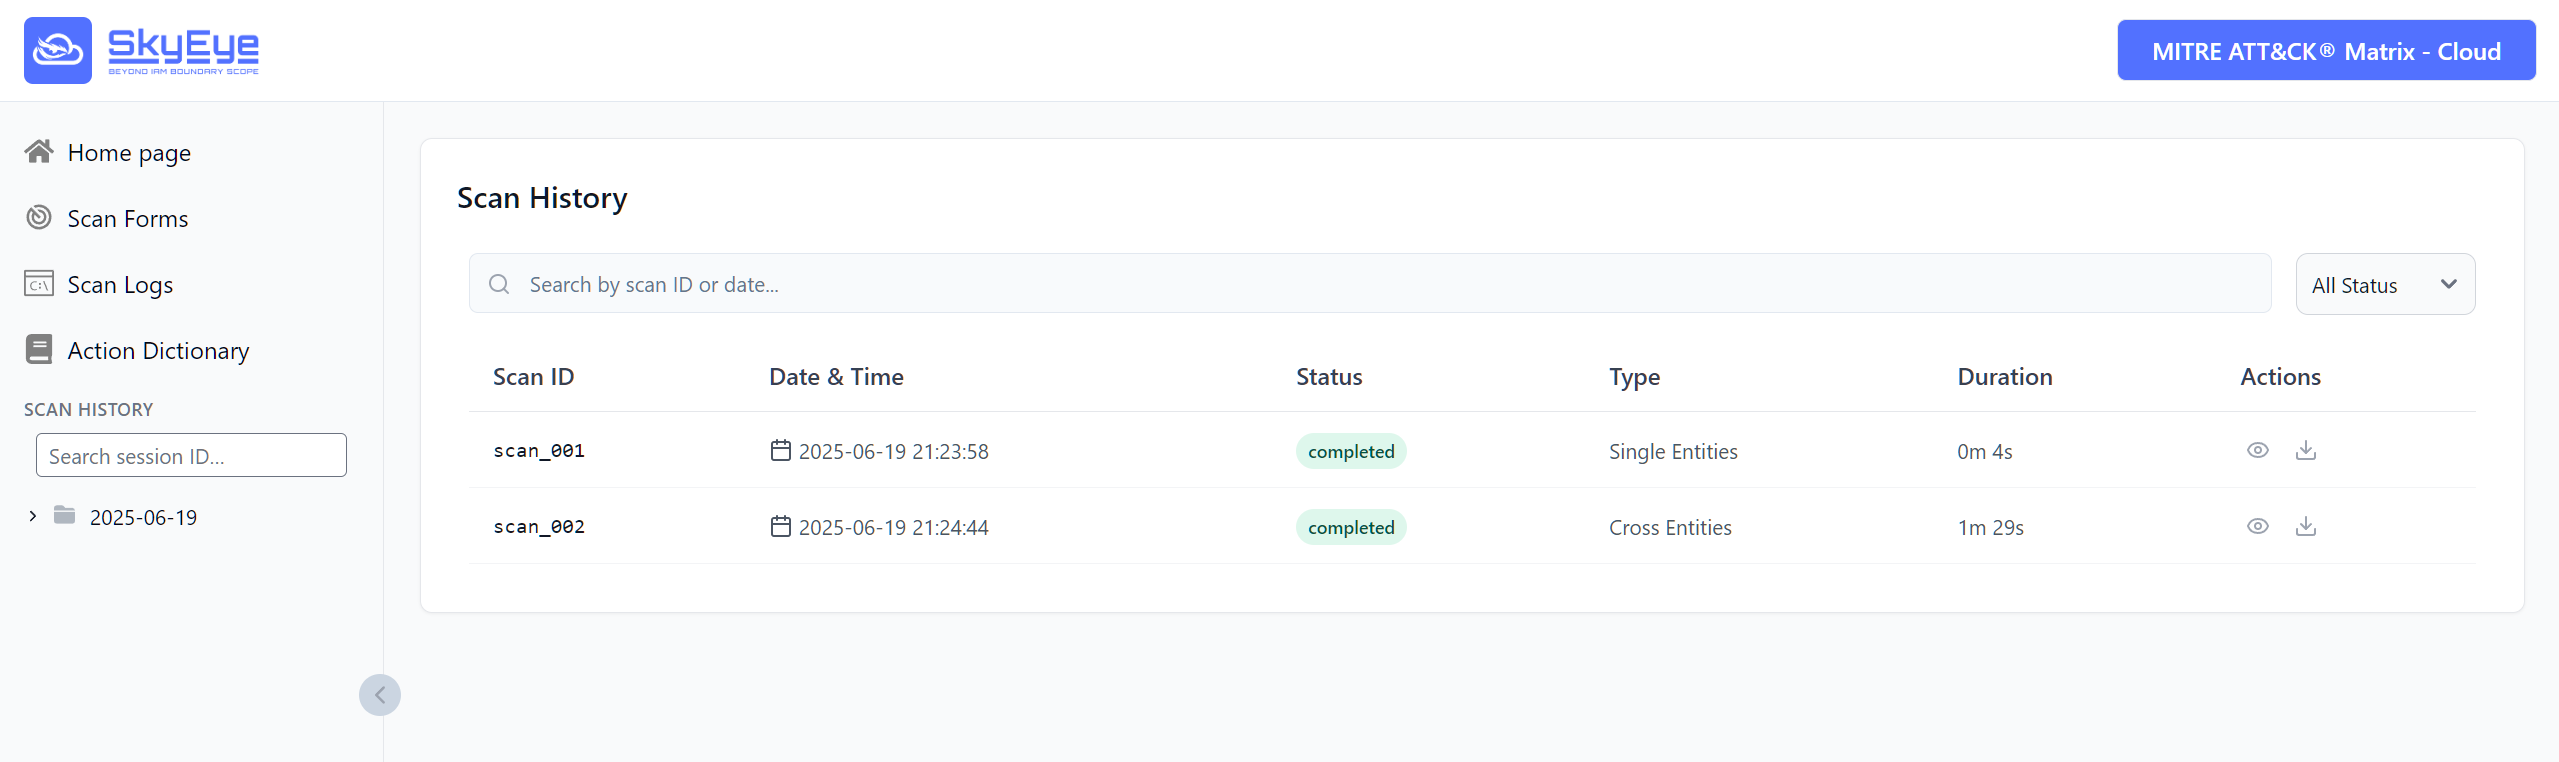 SkyEye
BEYOND IAM BOUNDARY SCOPE
MITRE ATT&CK® Matrix - Cloud
Home page
Scan Forms
C:\
Scan Logs
Action Dictionary
SCAN HISTORY
Search session ID...
2025-06-19
Scan History
Search by scan ID or date...
All Status
Scan ID Date & Time Status Type Duration Actions
scan_001 2025-06-19 21:23:58 completed Single Entities 0m 4s
scan_002 2025-06-19 21:24:44 completed Cross Entities 1m 29s